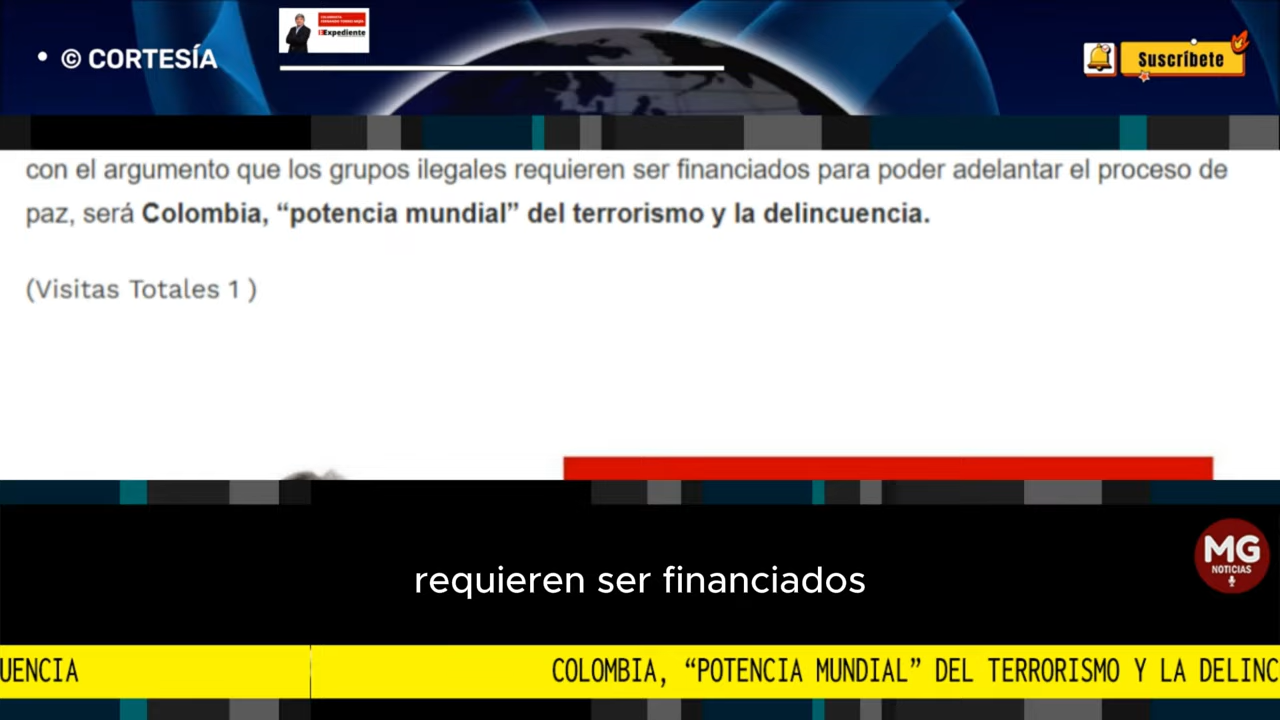 • © CORTESÍA
El Expediente
Suscríbete
con el argumento que los grupos ilegales requieren ser financiados para poder adelantar el proceso de
paz, será Colombia, “potencia mundial” del terrorismo y la delincuencia.
(Visitas Totales 1 )
requieren ser financiados
MG
NOTICIAS
UENCIA
COLOMBIA, “POTENCIA MUNDIAL” DEL TERRORISMO Y LA DELINC